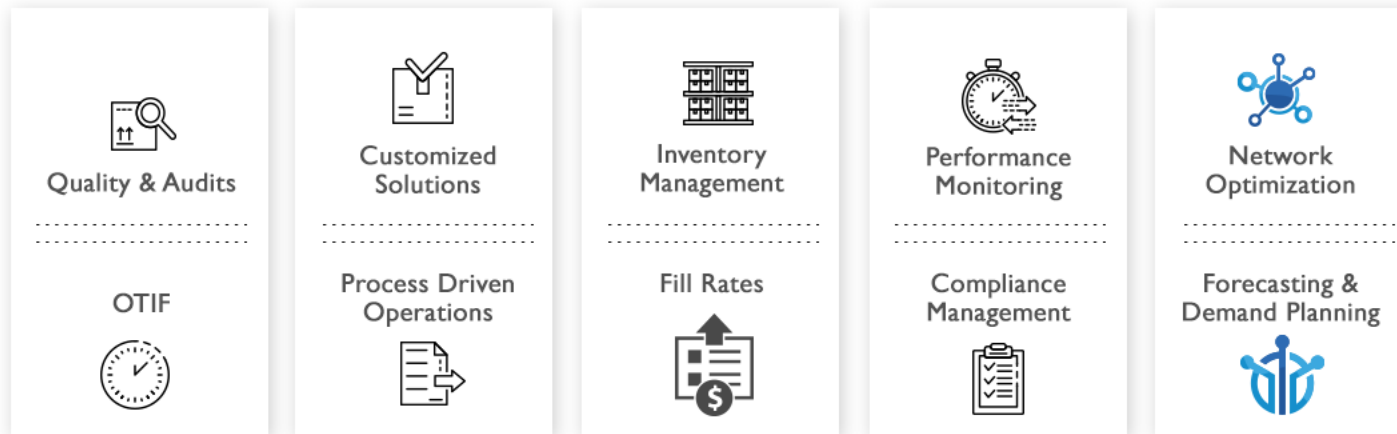 Quality & Audits
OTIF
Customized
Solutions
Process Driven
Operations
Inventory
Management
Fill Rates
$
Performance
Monitoring
Compliance
Management
Network
Optimization
Forecasting &
Demand Planning